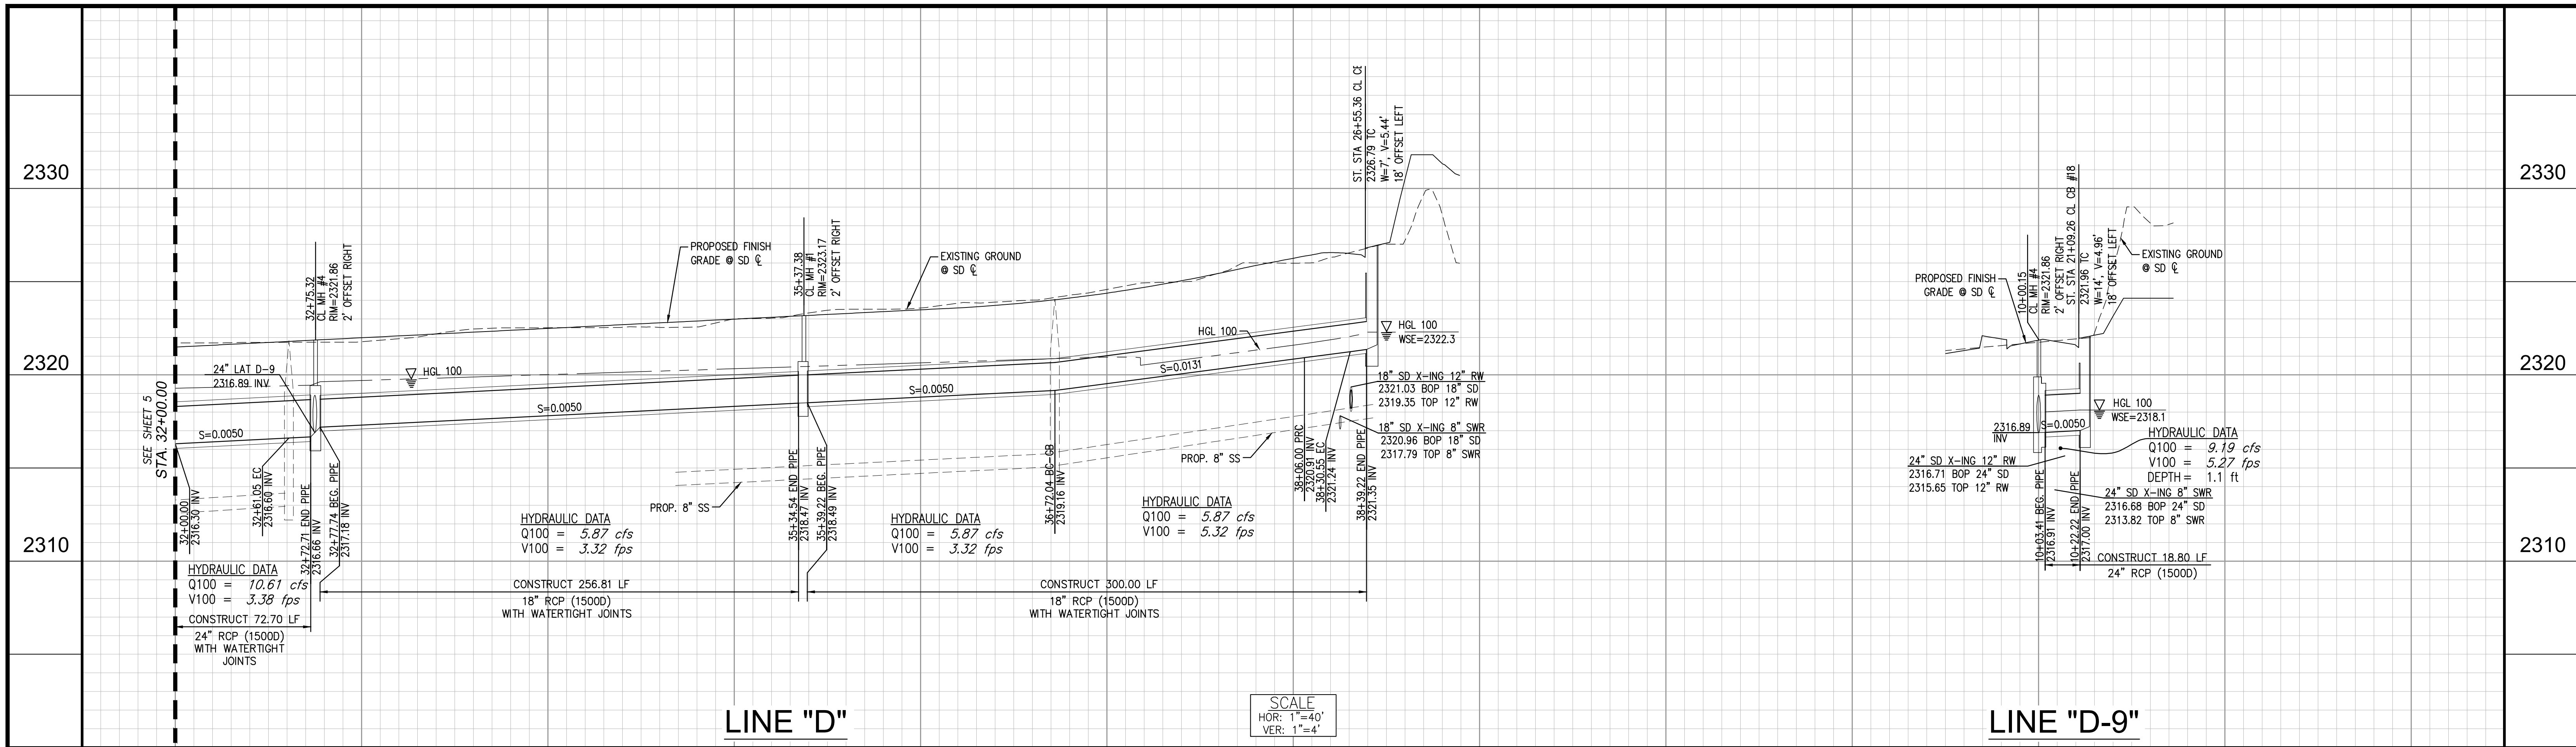 2330
2320
2310
SEE SHEET 5
STA. 32+00.00
32+75.32
CL MH #4
RIM=2321.86
2' OFFSET RIGHT
24" LAT D-9
2316.89 INV
HGL 100
S=0.0050
32+00.00
2316.30 INV
32+61.05 EC
2316.60 INV
32+72.71 END PIPE
2316.66 INV
32+77.74 BEG. PIPE
2317.18 INV
HYDRAULIC DATA
Q100 = 10.61 cfs
V100 = 3.38 fps
CONSTRUCT 72.70 LF
24" RCP (1500D)
WITH WATERTIGHT
JOINTS
S=0.0050
PROPOSED FINISH
GRADE @ SD ℄
HYDRAULIC DATA
Q100 = 5.87 cfs
V100 = 3.32 fps
CONSTRUCT 256.81 LF
18" RCP (1500D)
WITH WATERTIGHT JOINTS
PROP. 8" SS
35+37.38
CL MH #1
RIM=2323.17
2' OFFSET RIGHT
35+34.54 END PIPE
2318.47 INV
35+39.22 BEG. PIPE
2318.49 INV
EXISTING GROUND
@ SD ℄
S=0.0050
HYDRAULIC DATA
Q100 = 5.87 cfs
V100 = 3.32 fps
36+72.04 BC-GB
2319.16 INV
HGL 100
S=0.0131
HYDRAULIC DATA
Q100 = 5.87 cfs
V100 = 5.32 fps
CONSTRUCT 300.00 LF
18" RCP (1500D)
WITH WATERTIGHT JOINTS
PROP. 8" SS
38+06.00 PRC
2320.91 INV
38+30.55 EC
2321.24 INV
38+39.22 END PIPE
2321.35 INV
ST. STA 26+55.36 CL
2326.79 TC
W=7', V=5.44'
18' OFFSET LEFT
HGL 100
WSE=2322.3
18" SD X-ING 12" RW
2321.03 BOP 18" SD
2319.35 TOP 12" RW
18" SD X-ING 8" SWR
2320.96 BOP 18" SD
2317.79 TOP 8" SWR
LINE "D"
SCALE
HOR: 1"=40'
VER: 1"=4'
PROPOSED FINISH
GRADE @ SD ℄
10+00.15
CL MH #4
RIM=2321.86
2' OFFSET RIGHT
ST. STA 21+09.26 CL CB #18
2321.96 TC
W=14', V=4.96'
18' OFFSET LEFT
EXISTING GROUND
@ SD ℄
HGL 100
WSE=2318.1
2316.89
INV
S=0.0050
HYDRAULIC DATA
Q100 = 9.19 cfs
V100 = 5.27 fps
DEPTH = 1.1 ft
24" SD X-ING 12" RW
2316.71 BOP 24" SD
2315.65 TOP 12" RW
24" SD X-ING 8" SWR
2316.68 BOP 24" SD
2313.82 TOP 8" SWR
10+03.41 BEG. PIPE
2316.91 INV
10+22.22 END PIPE
2317.00 INV
CONSTRUCT 18.80 LF
24" RCP (1500D)
LINE "D-9"
2330
2320
2310